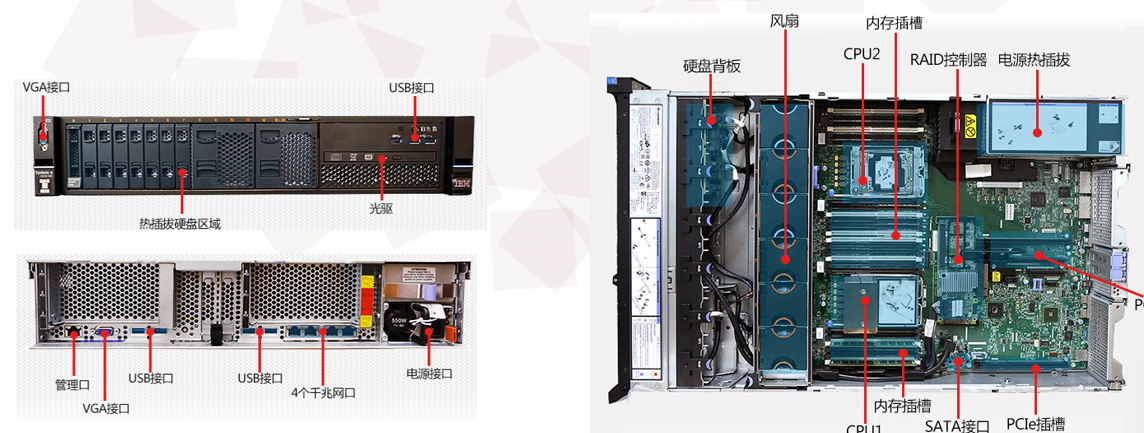 VGA接口
USB接口
IBM
热插拔硬盘区域
光驱
550W
AC
管理口
VGA接口
USB接口
USB接口
4个千兆网口
电源接口
风扇
内存插槽
硬盘背板
CPU2
RAID控制器
电源热插拔
内存插槽
CPU1
SATA接口
PCIe插槽